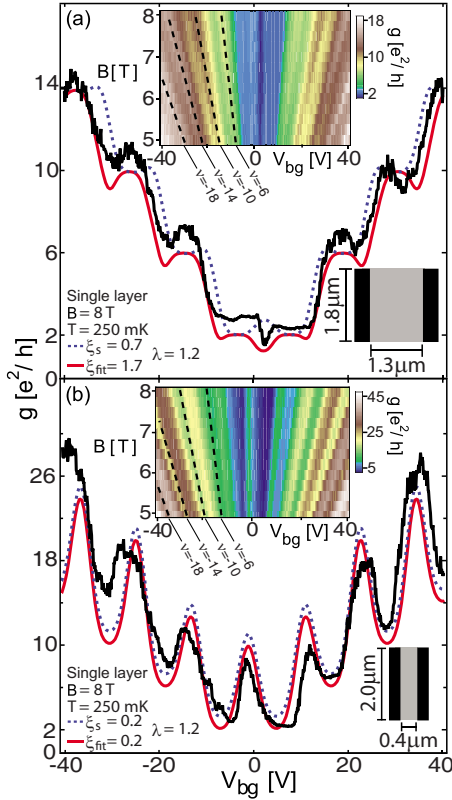 (a)
18
10
2
g [e²/h]
8
7
6
5
B[T]
-40
0
40
V_bg [V]
ν=-18
ν=-14
ν=-10
ν=-6
14
10
6
2
0
Single layer
B = 8 T
T = 250 mK
ξ_s = 0.7
ξ_fit = 1.7
λ = 1.2
1.8μm
1.3μm
g [e²/h]
(b)
45
25
5
g [e²/h]
8
7
6
5
B[T]
-40
0
40
V_bg [V]
ν=-18
ν=-14
ν=-10
ν=-6
26
18
10
2
0
Single layer
B = 8 T
T = 250 mK
ξ_s = 0.2
ξ_fit = 0.2
λ = 1.2
2.0μm
0.4μm
-40
-20
0
20
40
V_bg [V]